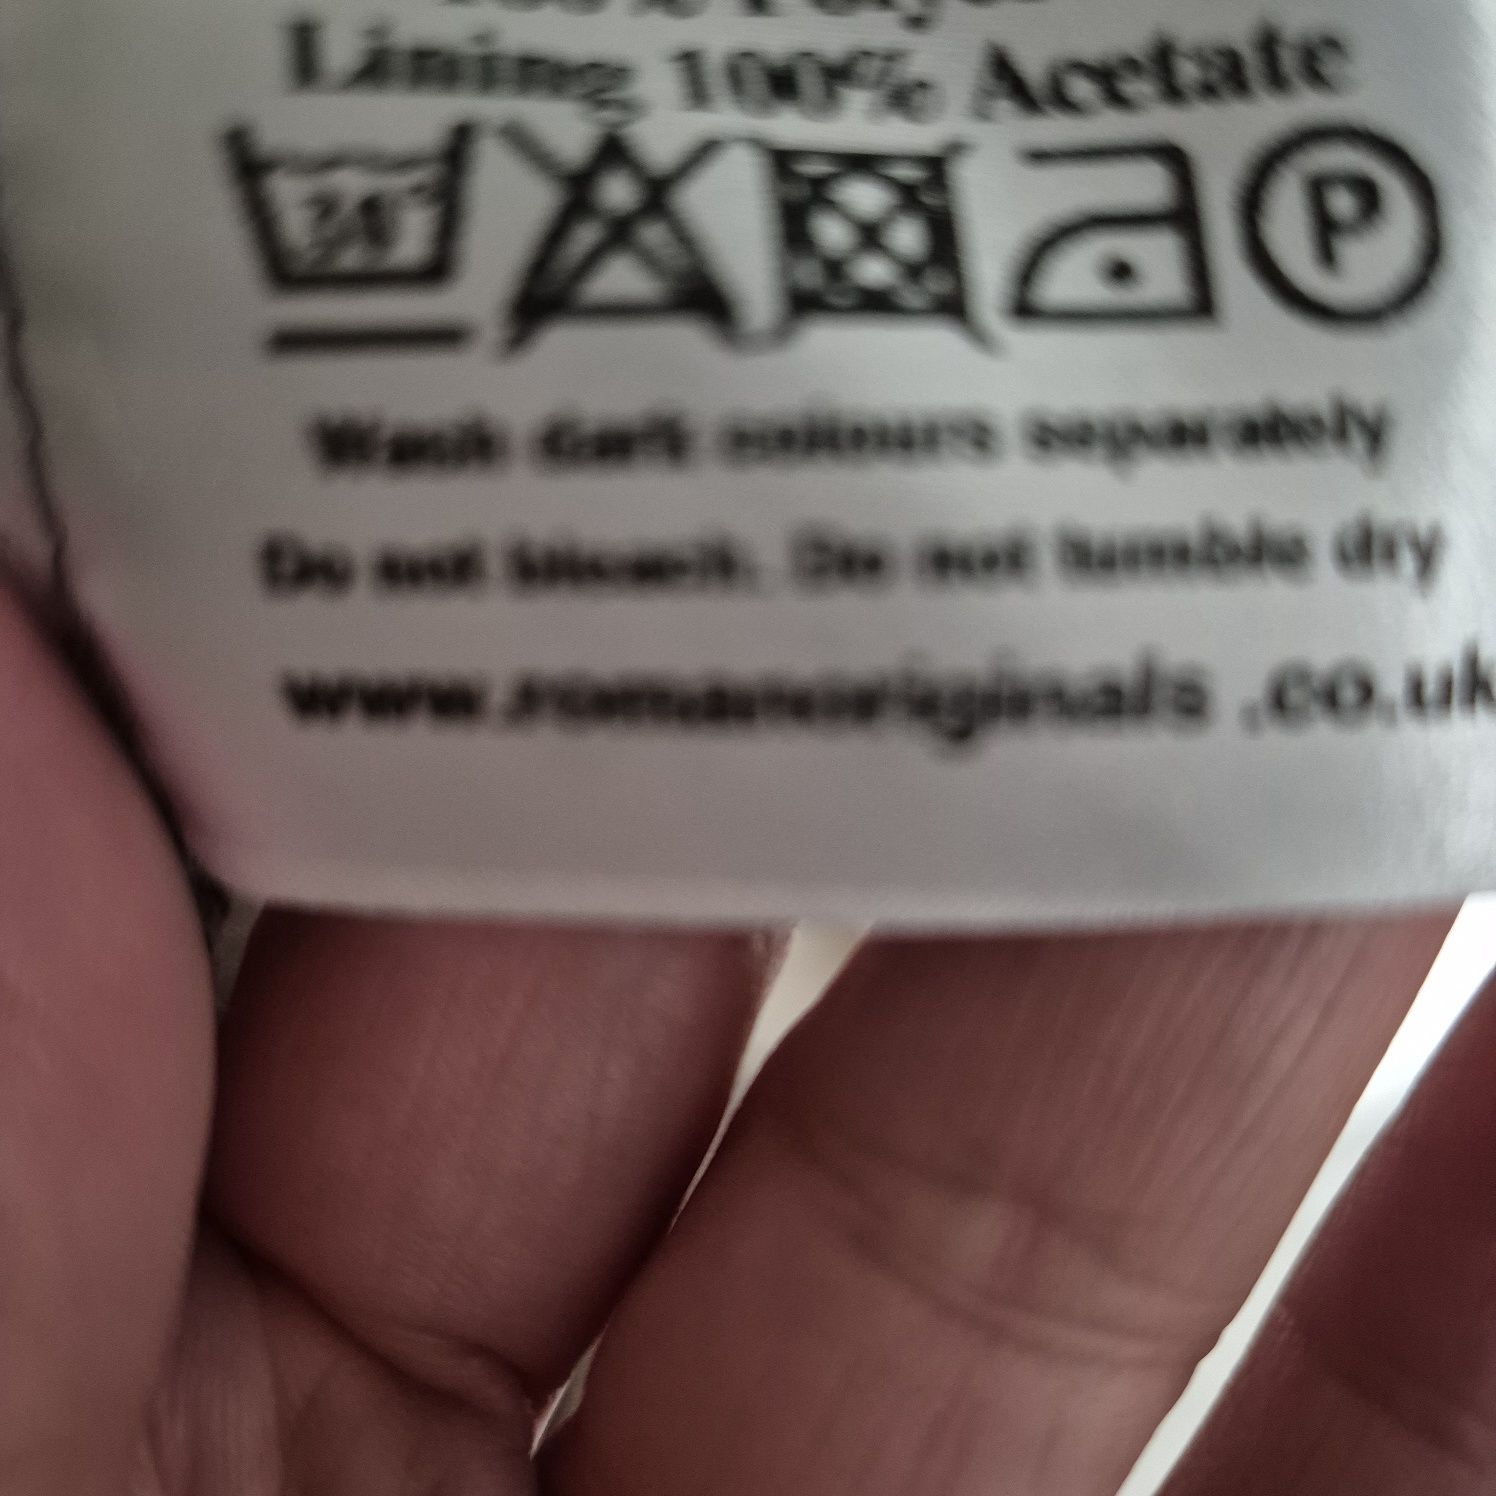 Lining 100% Acetate
P
Wash dark colours separately
Do not bleach. Do not tumble dry
www.romanoriginals .co.uk